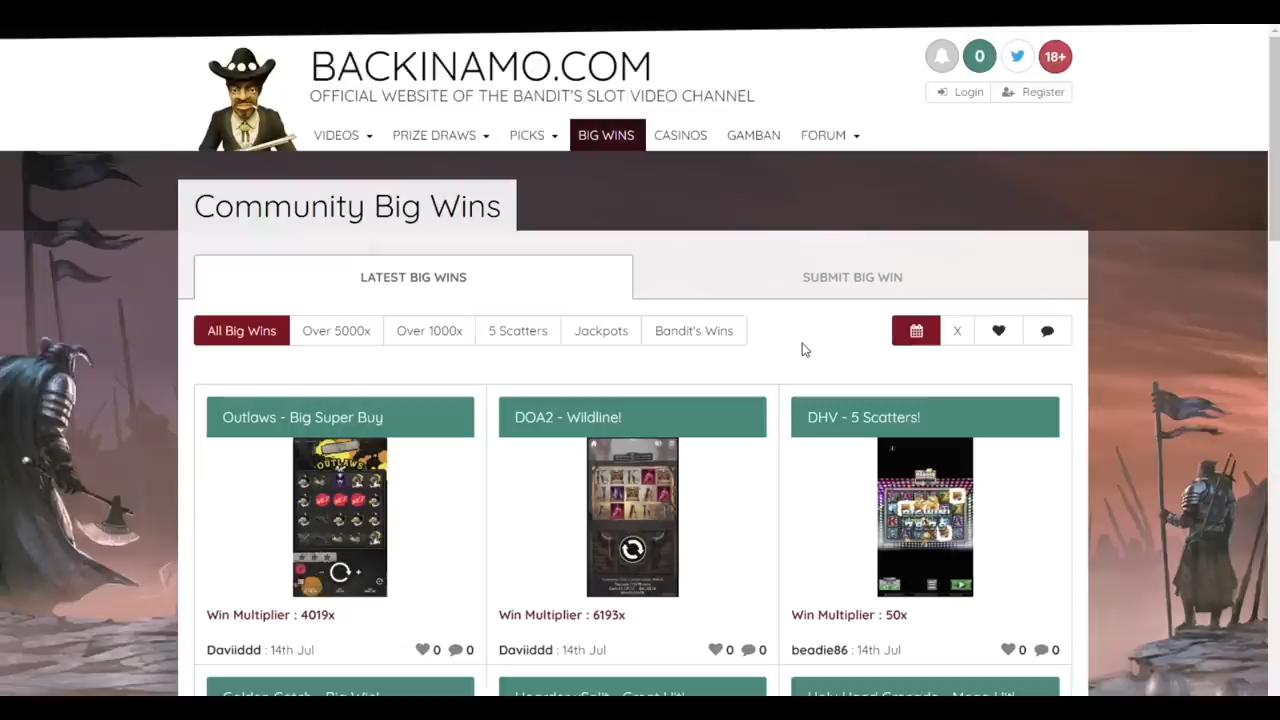 BACKINAMO.COM
OFFICIAL WEBSITE OF THE BANDIT'S SLOT VIDEO CHANNEL
0
18+
Login
Register
VIDEOS
PRIZE DRAWS
PICKS
BIG WINS
CASINOS
GAMBAN
FORUM
Community Big Wins
LATEST BIG WINS
SUBMIT BIG WIN
All Big Wins
Over 5000x
Over 1000x
5 Scatters
Jackpots
Bandit's Wins
X
Outlaws - Big Super Buy
DOA2 - Wildline!
DHV - 5 Scatters!
OUTLAWS
Win Multiplier : 4019x
Win Multiplier : 6193x
Win Multiplier : 50x
Daviiddd : 14th Jul
0
0
Daviiddd : 14th Jul
0
0
beadie86 : 14th Jul
0
0